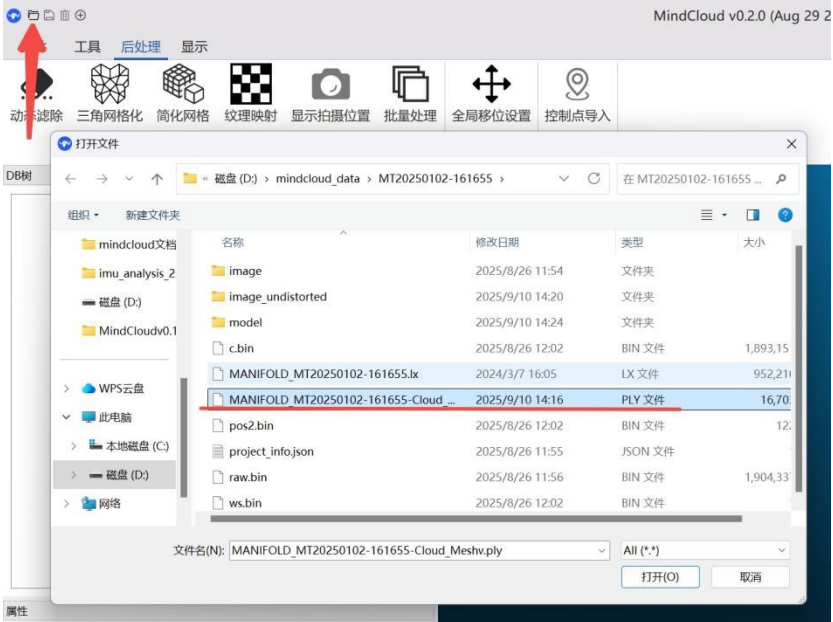 MindCloud v0.2.0 (Aug 29 2
工具 后处理 显示
动态滤除 三角网格化 简化网格 纹理映射 显示拍摄位置 批量处理 全局移位设置 控制点导入
打开文件
DB树
« 磁盘 (D:) › mindcloud_data › MT20250102-161655 ›
在 MT20250102-161655 ...
组织 新建文件夹
名称 修改日期 类型 大小
mindcloud文档
imu_analysis_2
磁盘 (D:)
MindCloudv0.1
WPS云盘
此电脑
本地磁盘 (C:)
磁盘 (D:)
网络
image 2025/8/26 11:54 文件夹
image_undistorted 2025/9/10 14:20 文件夹
model 2025/9/10 14:24 文件夹
c.bin 2025/8/26 12:02 BIN 文件 1,893,15
MANIFOLD_MT20250102-161655.lx 2024/3/7 16:05 LX 文件 952,21
MANIFOLD_MT20250102-161655-Cloud_... 2025/9/10 14:16 PLY 文件 16,70
pos2.bin 2025/8/26 12:02 BIN 文件 12
project_info.json 2025/8/26 11:55 JSON 文件
raw.bin 2025/8/26 11:56 BIN 文件 1,904,33
ws.bin 2025/8/26 12:02 BIN 文件
文件名(N): MANIFOLD_MT20250102-161655-Cloud_Meshv.ply All (*.*)
打开(O) 取消
属性